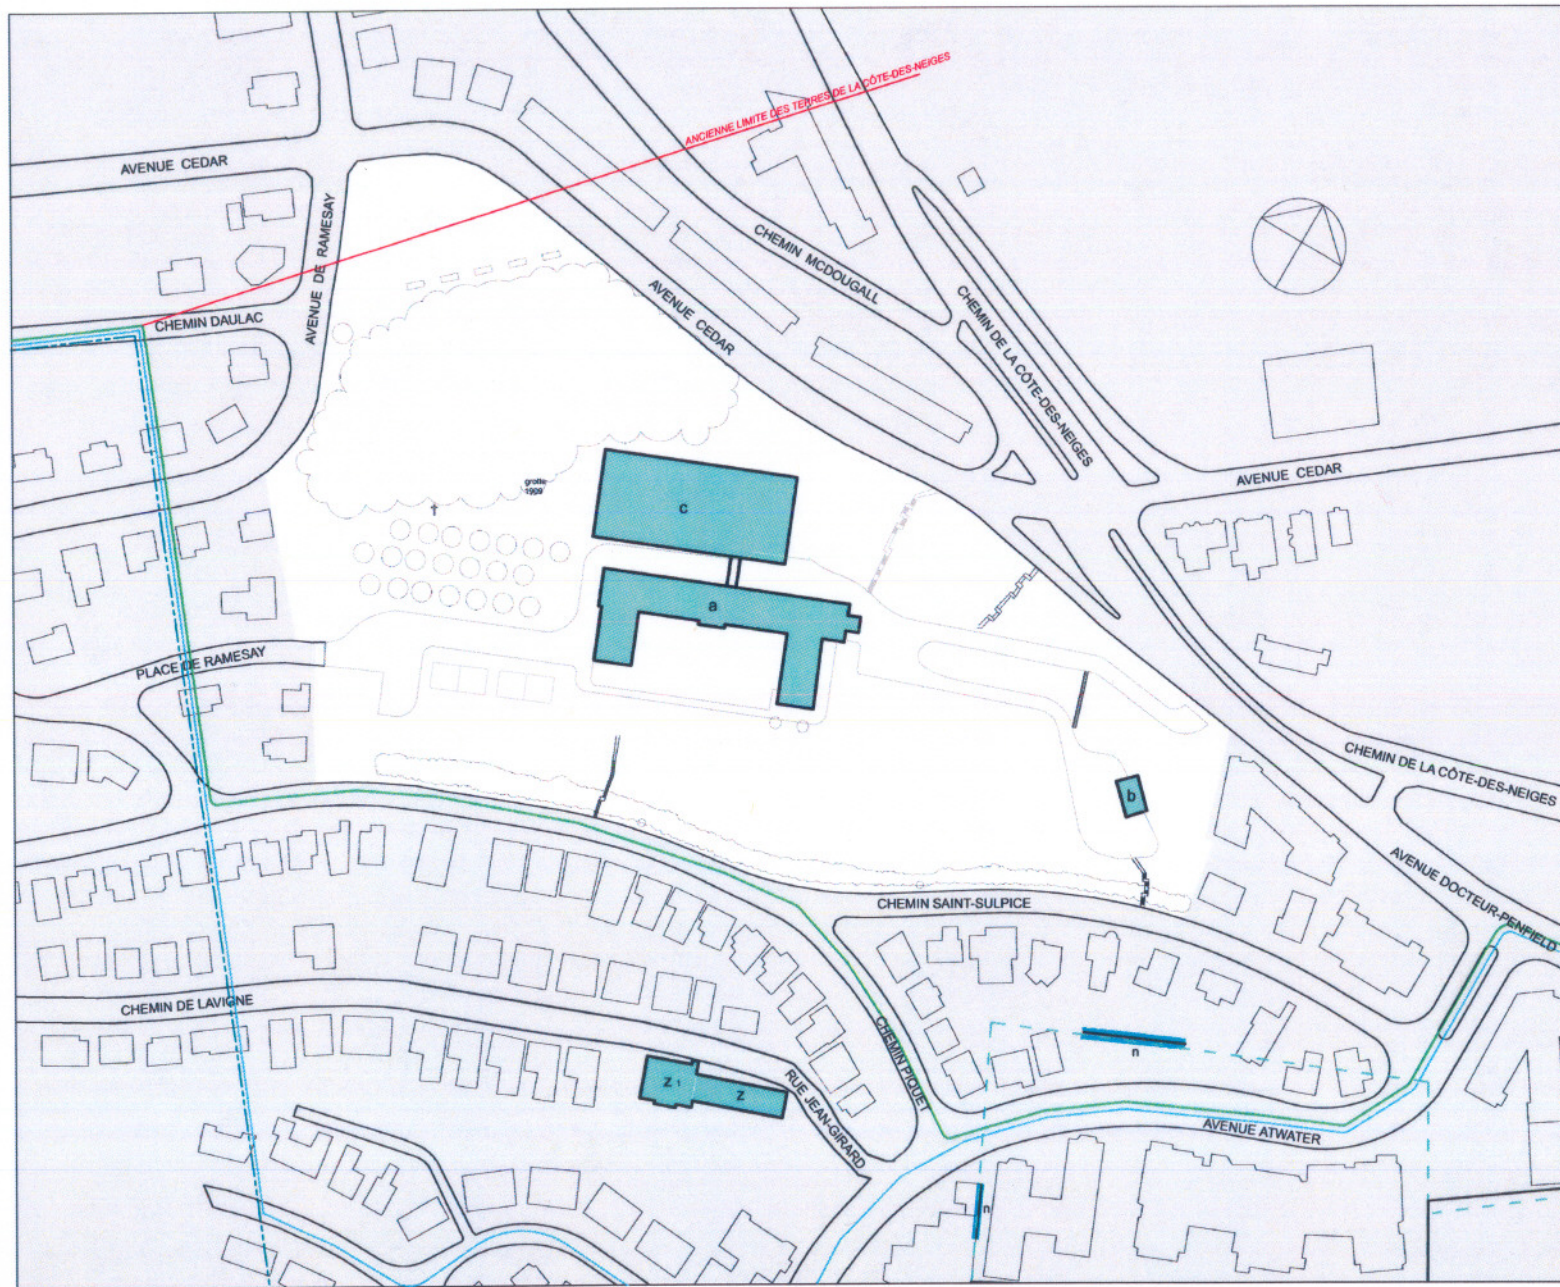 ANCIENNE LIMITE DES TERRES DE LA CÔTE-DES-NEIGES
AVENUE CEDAR
AVENUE DE RAMESAY
CHEMIN MCDOUGALL
CHEMIN DE LA CÔTE-DES-NEIGES
CHEMIN DAULAC
AVENUE CEDAR
AVENUE CEDAR
grotte
1909
c
a
PLACE DE RAMESAY
CHEMIN DE LA CÔTE-DES-NEIGES
b
AVENUE DOCTEUR-PENFIELD
CHEMIN SAINT-SULPICE
CHEMIN DE LAVIGNE
CHEMIN PIQUET
n
z 1
z
RUE JEAN-GIRARD
AVENUE ATWATER
n